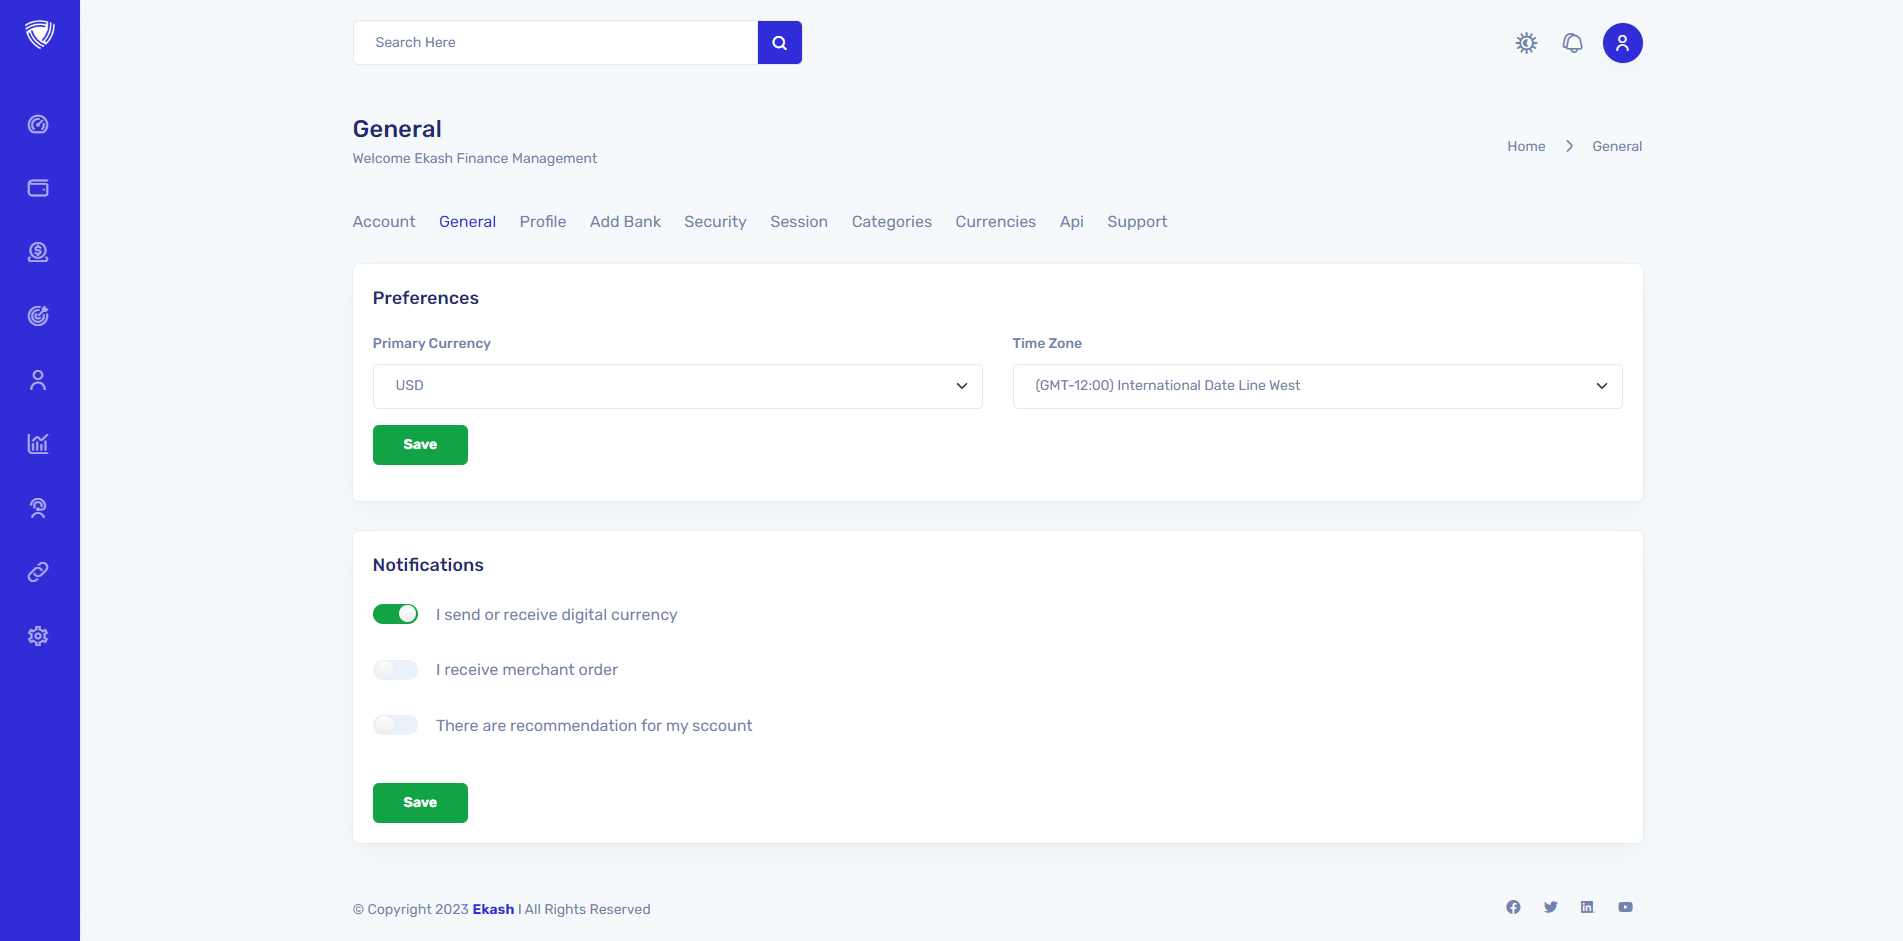 Search Here
General
Welcome Ekash Finance Management
Home General
Account General Profile Add Bank Security Session Categories Currencies Api Support
Preferences
Primary Currency Time Zone
USD (GMT-12:00) International Date Line West
Save
Notifications
I send or receive digital currency
I receive merchant order
There are recommendation for my sccount
Save
© Copyright 2023 Ekash I All Rights Reserved